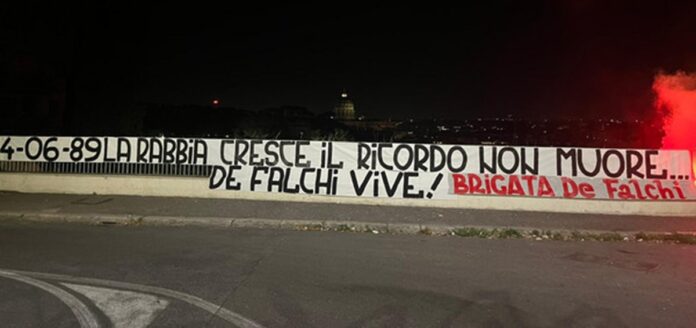 4-06-89 LA RABBiA CRESCE iL RiCORDO NON MUORE...
DE FALCHi ViVE! BRiGATA De Falchi